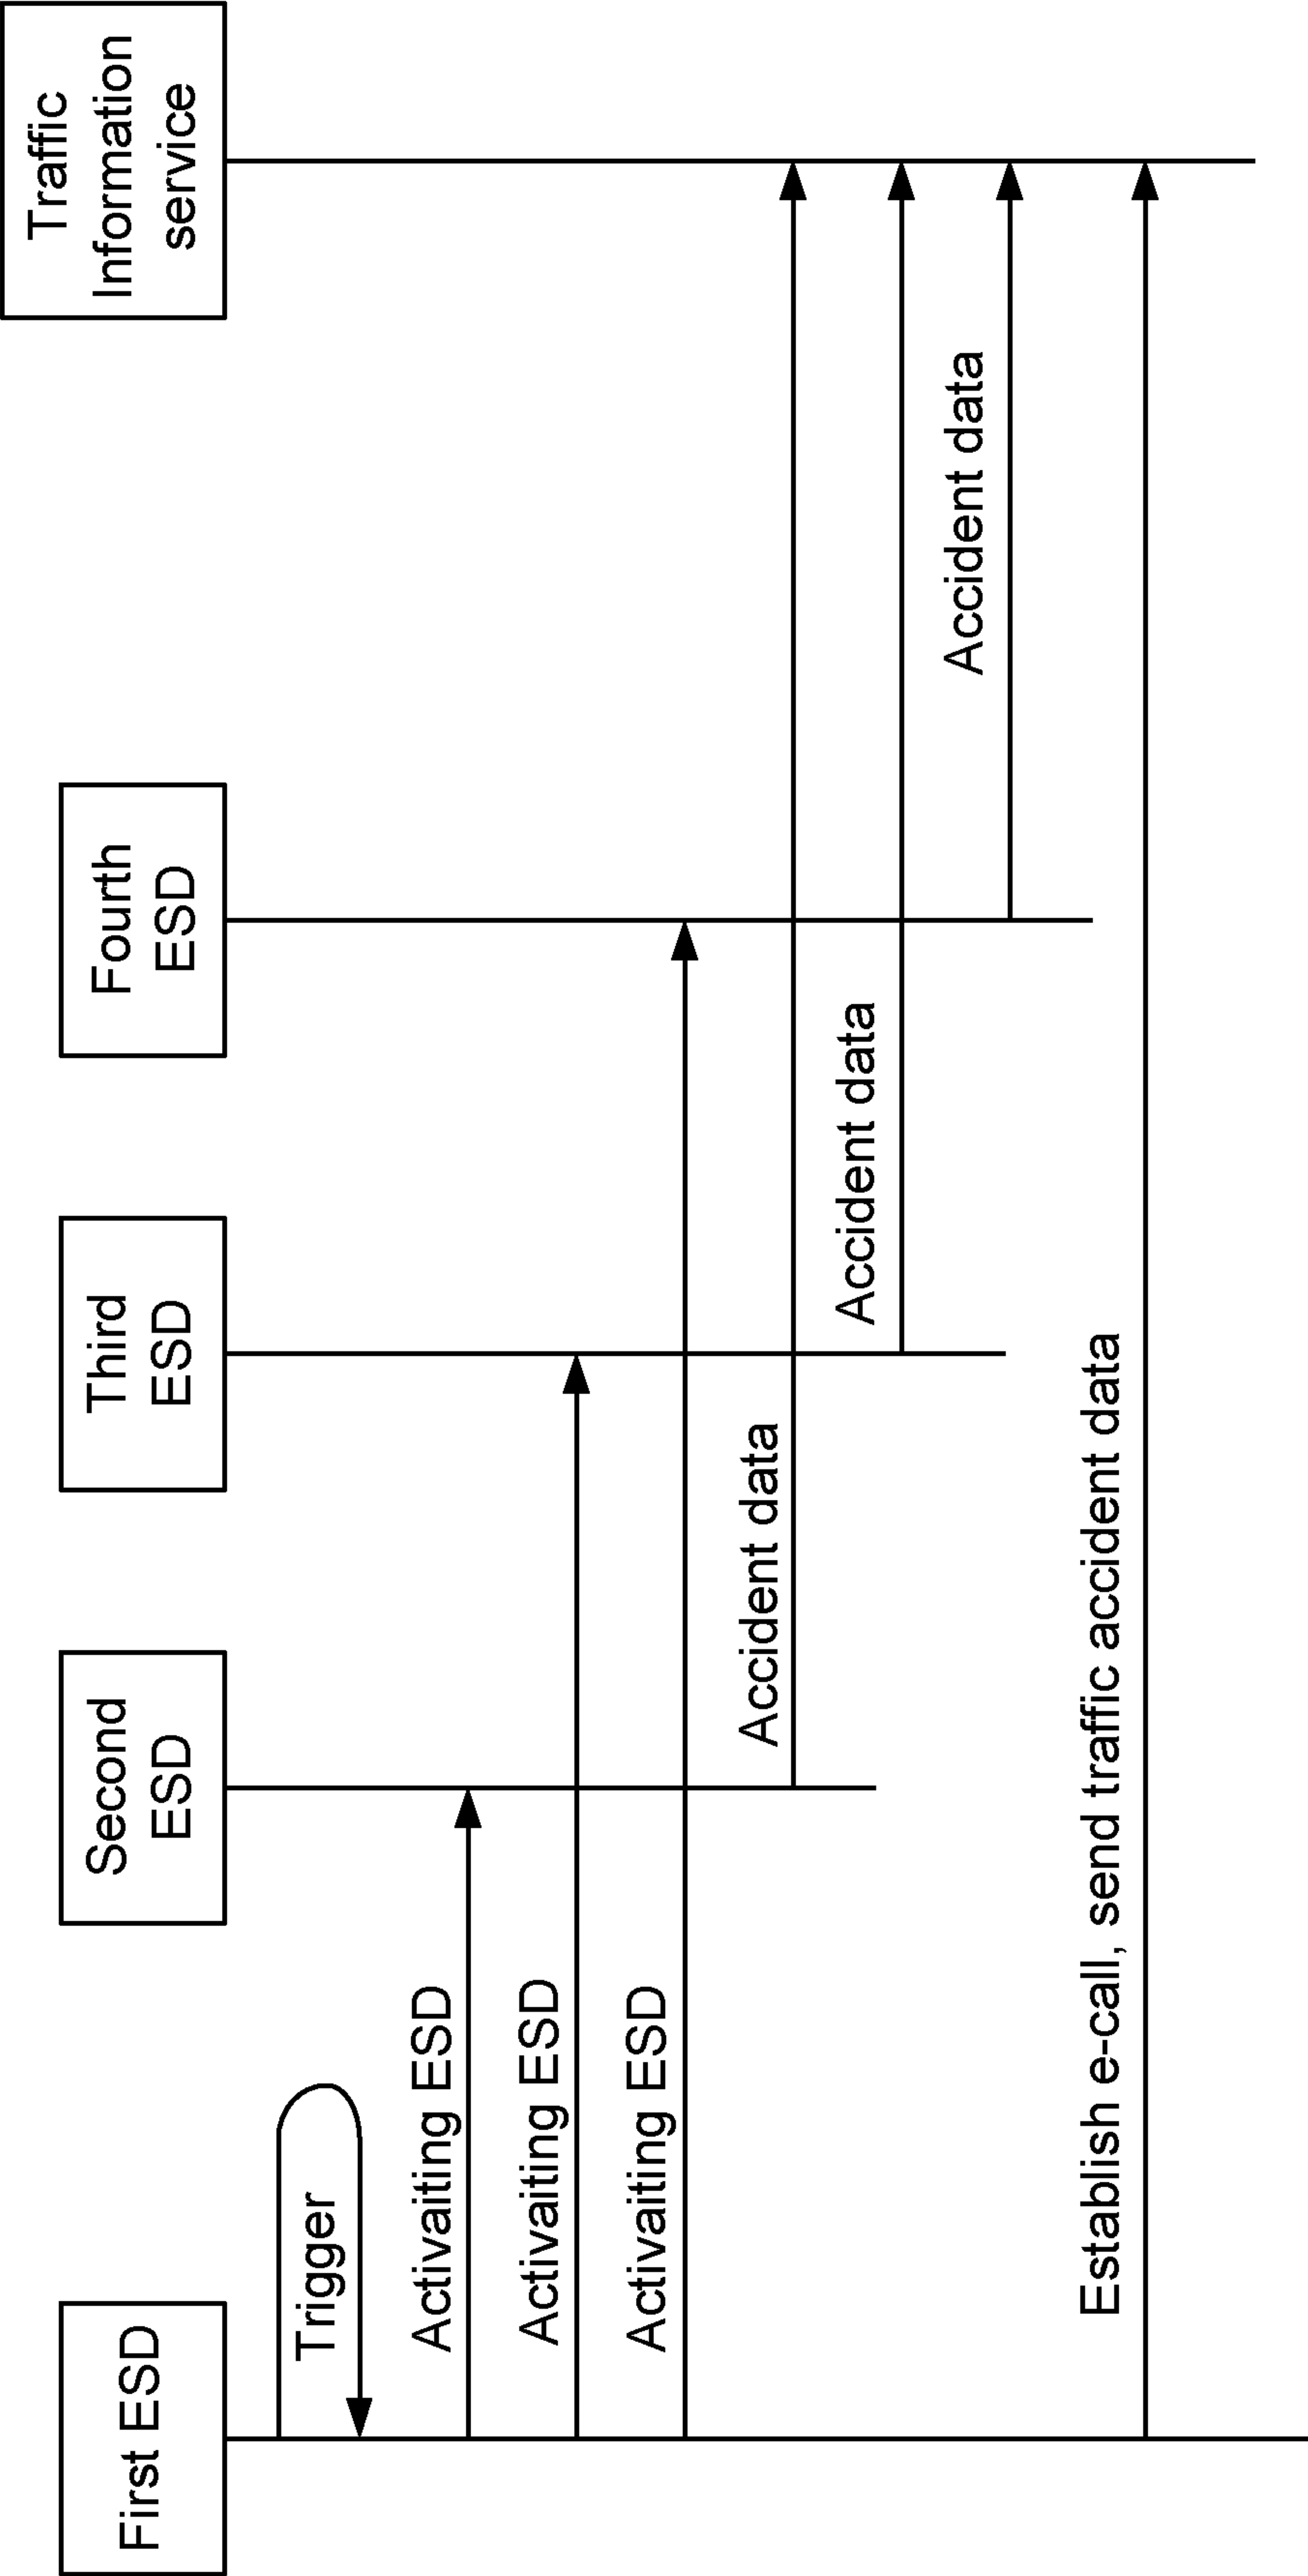 First ESD
Second
ESD
Third
ESD
Fourth
ESD
Traffic
Information
service
Trigger
Activaiting ESD
Activaiting ESD
Activaiting ESD
Accident data
Accident data
Accident data
Establish e-call, send traffic accident data